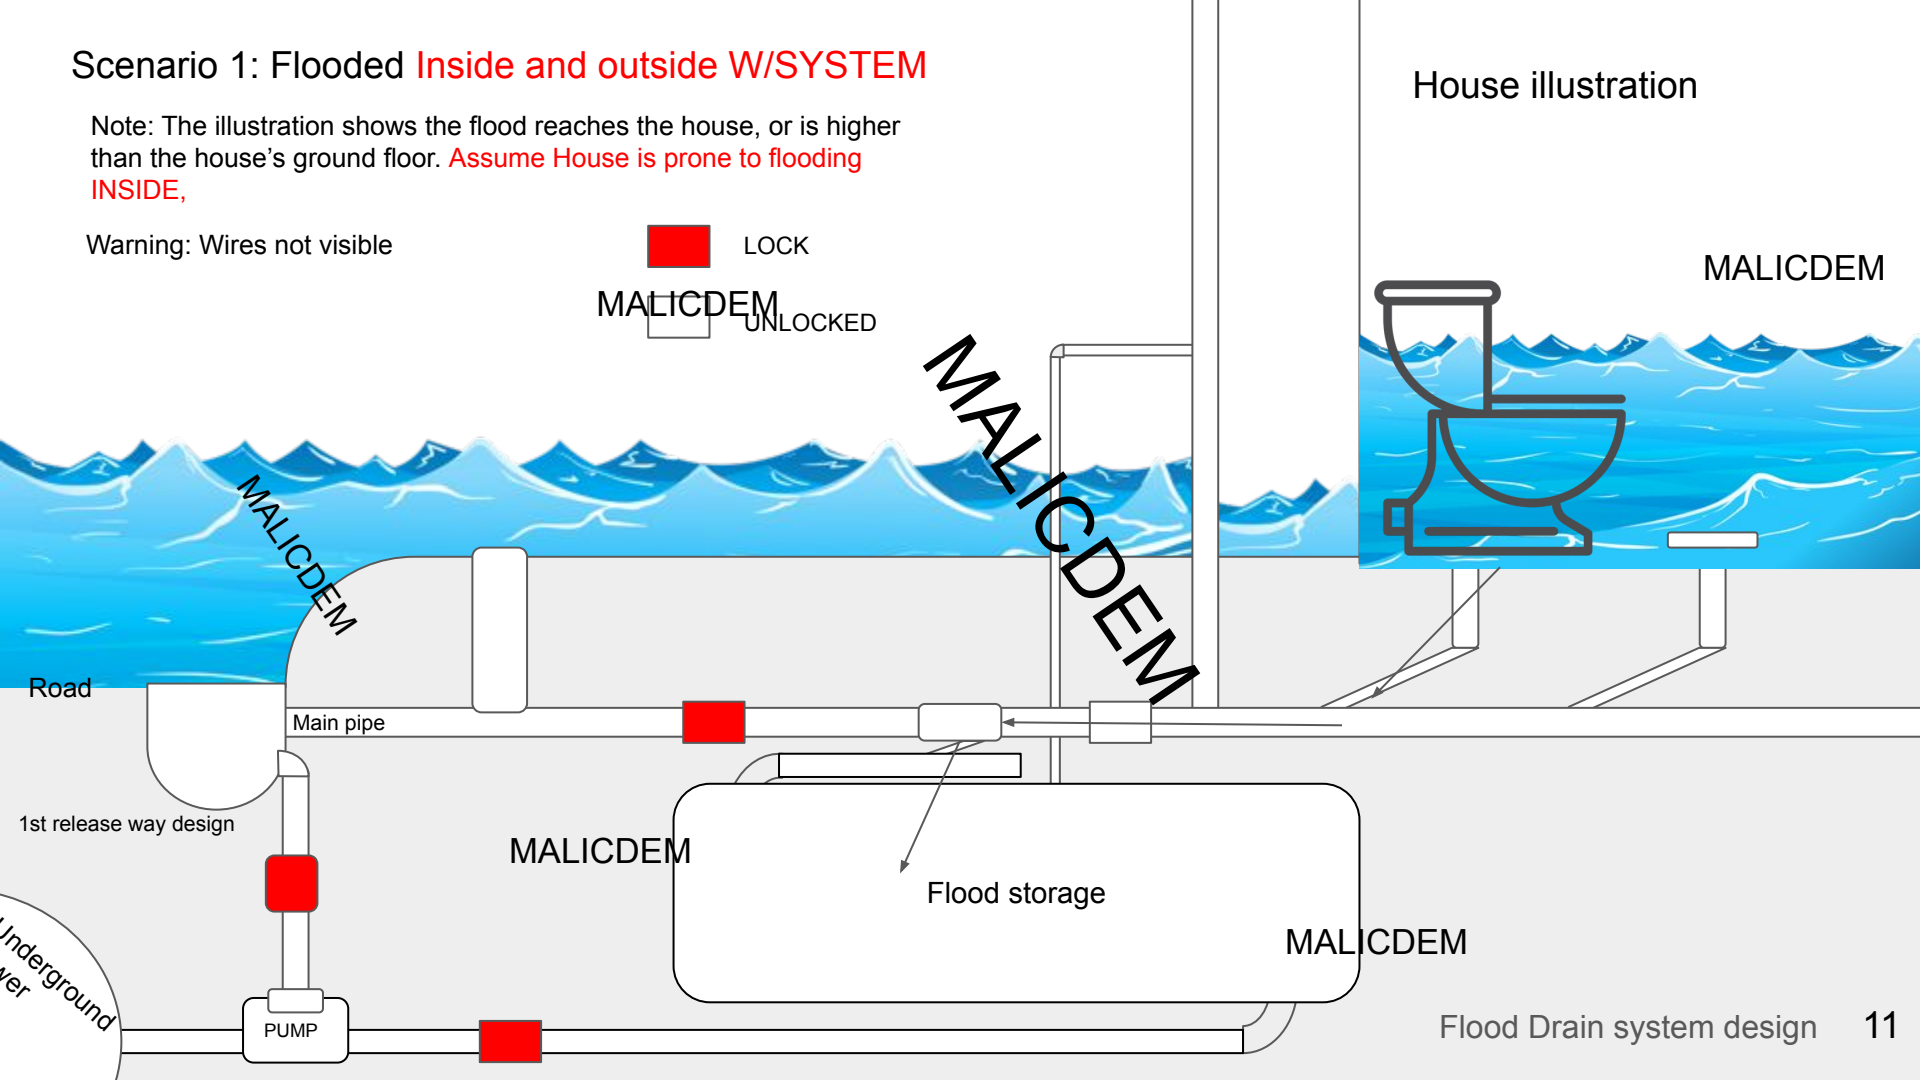 Scenario 1: Flooded Inside and outside W/SYSTEM
House illustration
Note: The illustration shows the flood reaches the house, or is higher
than the house's ground floor. Assume House is prone to flooding
INSIDE,
Warning: Wires not visible
LOCK
MALICDEM
MALICDEM
UNLOCKED
MALICDEM
MALICDEM
Road
Main pipe
1st release way design
MALICDEM
Flood storage
MALICDEM
Underground
PUMP
Flood Drain system design
11